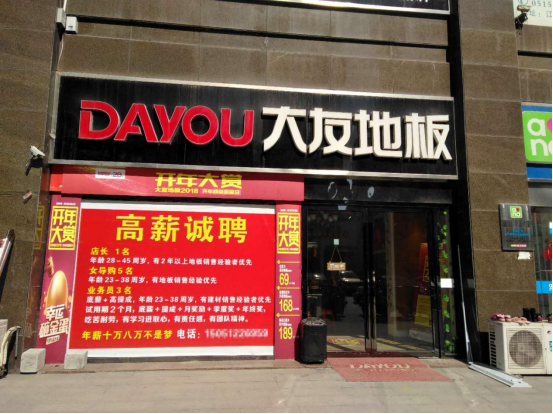 DAYOU 大友地板
开年大赏
大友地板2016
开年大赏
高薪诚聘
店长 1名
年龄28-45周岁，有2年以上地板销售经验者优先
女导购5名
年龄23-38周岁，有地板销售经验优先
业务员3名
底薪+高提成，年龄23-38周岁，有建材销售经验者优先
试用期2个月，底薪+提成+月奖励+季度奖+年终奖，
吃苦耐劳，有学习进取心，有责任感，有团队精神。
年薪十万八万不是梦 电话：15051226959
幸运砸金蛋
开年大赏
69
168
189
DAYOU